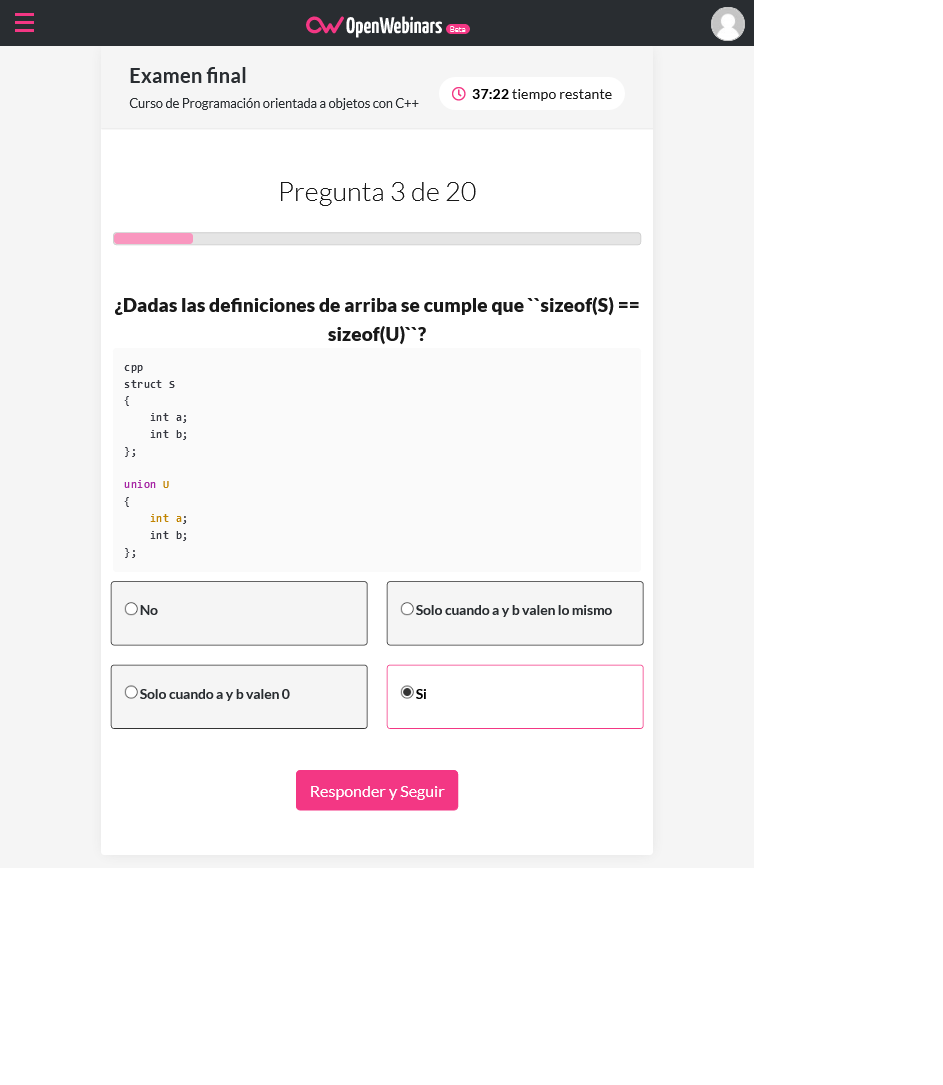 OpenWebinars Beta
Examen final
Curso de Programación orientada a objetos con C++
37:22 tiempo restante
Pregunta 3 de 20
¿Dadas las definiciones de arriba se cumple que ``sizeof(S) ==
sizeof(U)``?
cpp
struct S
{
    int a;
    int b;
};

union U
{
    int a;
    int b;
};
No
Solo cuando a y b valen lo mismo
Solo cuando a y b valen 0
Si
Responder y Seguir